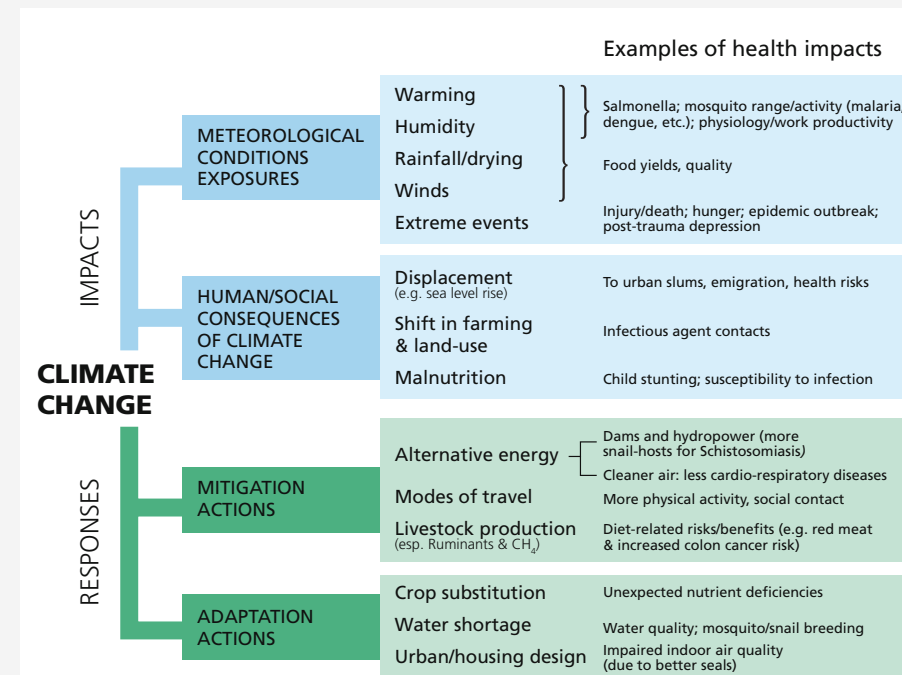 Examples of health impacts
IMPACTS
CLIMATE
CHANGE
RESPONSES
METEOROLOGICAL
CONDITIONS
EXPOSURES
Warming
Humidity
Rainfall/drying
Winds
Extreme events
Salmonella; mosquito range/activity (malaria,
dengue, etc.); physiology/work productivity
Food yields, quality
Injury/death; hunger; epidemic outbreak;
post-trauma depression
HUMAN/SOCIAL
CONSEQUENCES
OF CLIMATE
CHANGE
Displacement
(e.g. sea level rise)
To urban slums, emigration, health risks
Shift in farming
& land-use
Infectious agent contacts
Malnutrition
Child stunting; susceptibility to infection
MITIGATION
ACTIONS
Alternative energy
Dams and hydropower (more
snail-hosts for Schistosomiasis)
Cleaner air: less cardio-respiratory diseases
Modes of travel
More physical activity, social contact
Livestock production
(esp. Ruminants & CH₄)
Diet-related risks/benefits (e.g. red meat
& increased colon cancer risk)
ADAPTATION
ACTIONS
Crop substitution
Unexpected nutrient deficiencies
Water shortage
Water quality; mosquito/snail breeding
Urban/housing design
Impaired indoor air quality
(due to better seals)